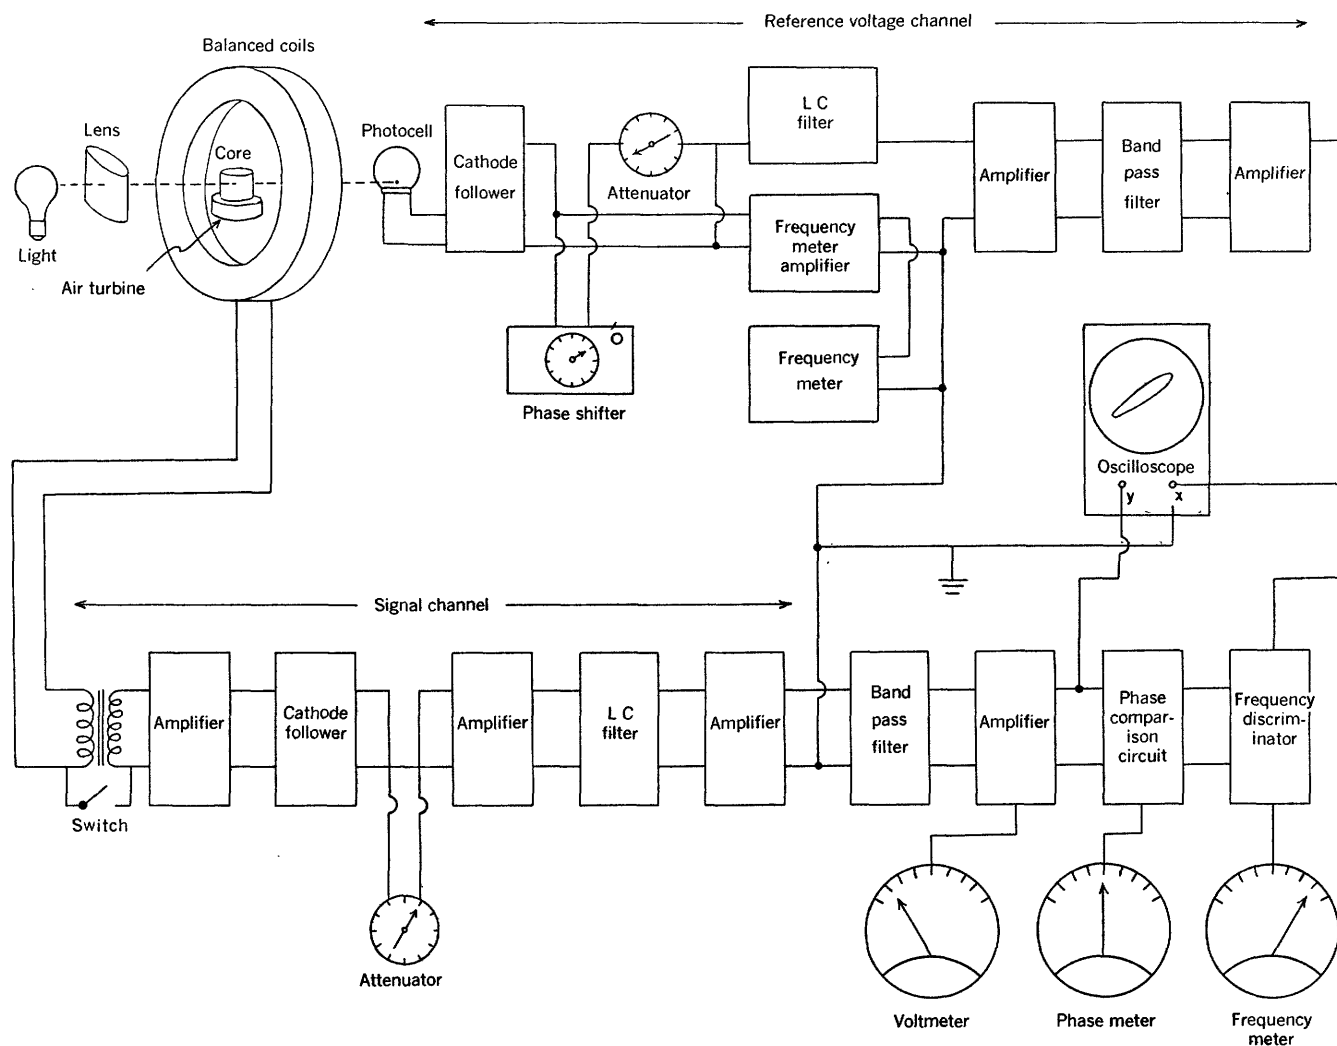 Reference voltage channel
Balanced coils
Lens
Core
Photocell
Light
Air turbine
Cathode
follower
Attenuator
L C
filter
Frequency
meter
amplifier
Frequency
meter
Phase shifter
Amplifier
Band
pass
filter
Amplifier
Oscilloscope
y
x
Signal channel
Switch
Amplifier
Cathode
follower
Attenuator
Amplifier
L C
filter
Amplifier
Band
pass
filter
Amplifier
Phase
compar-
ison
circuit
Frequency
discrim-
inator
Voltmeter
Phase meter
Frequency
meter